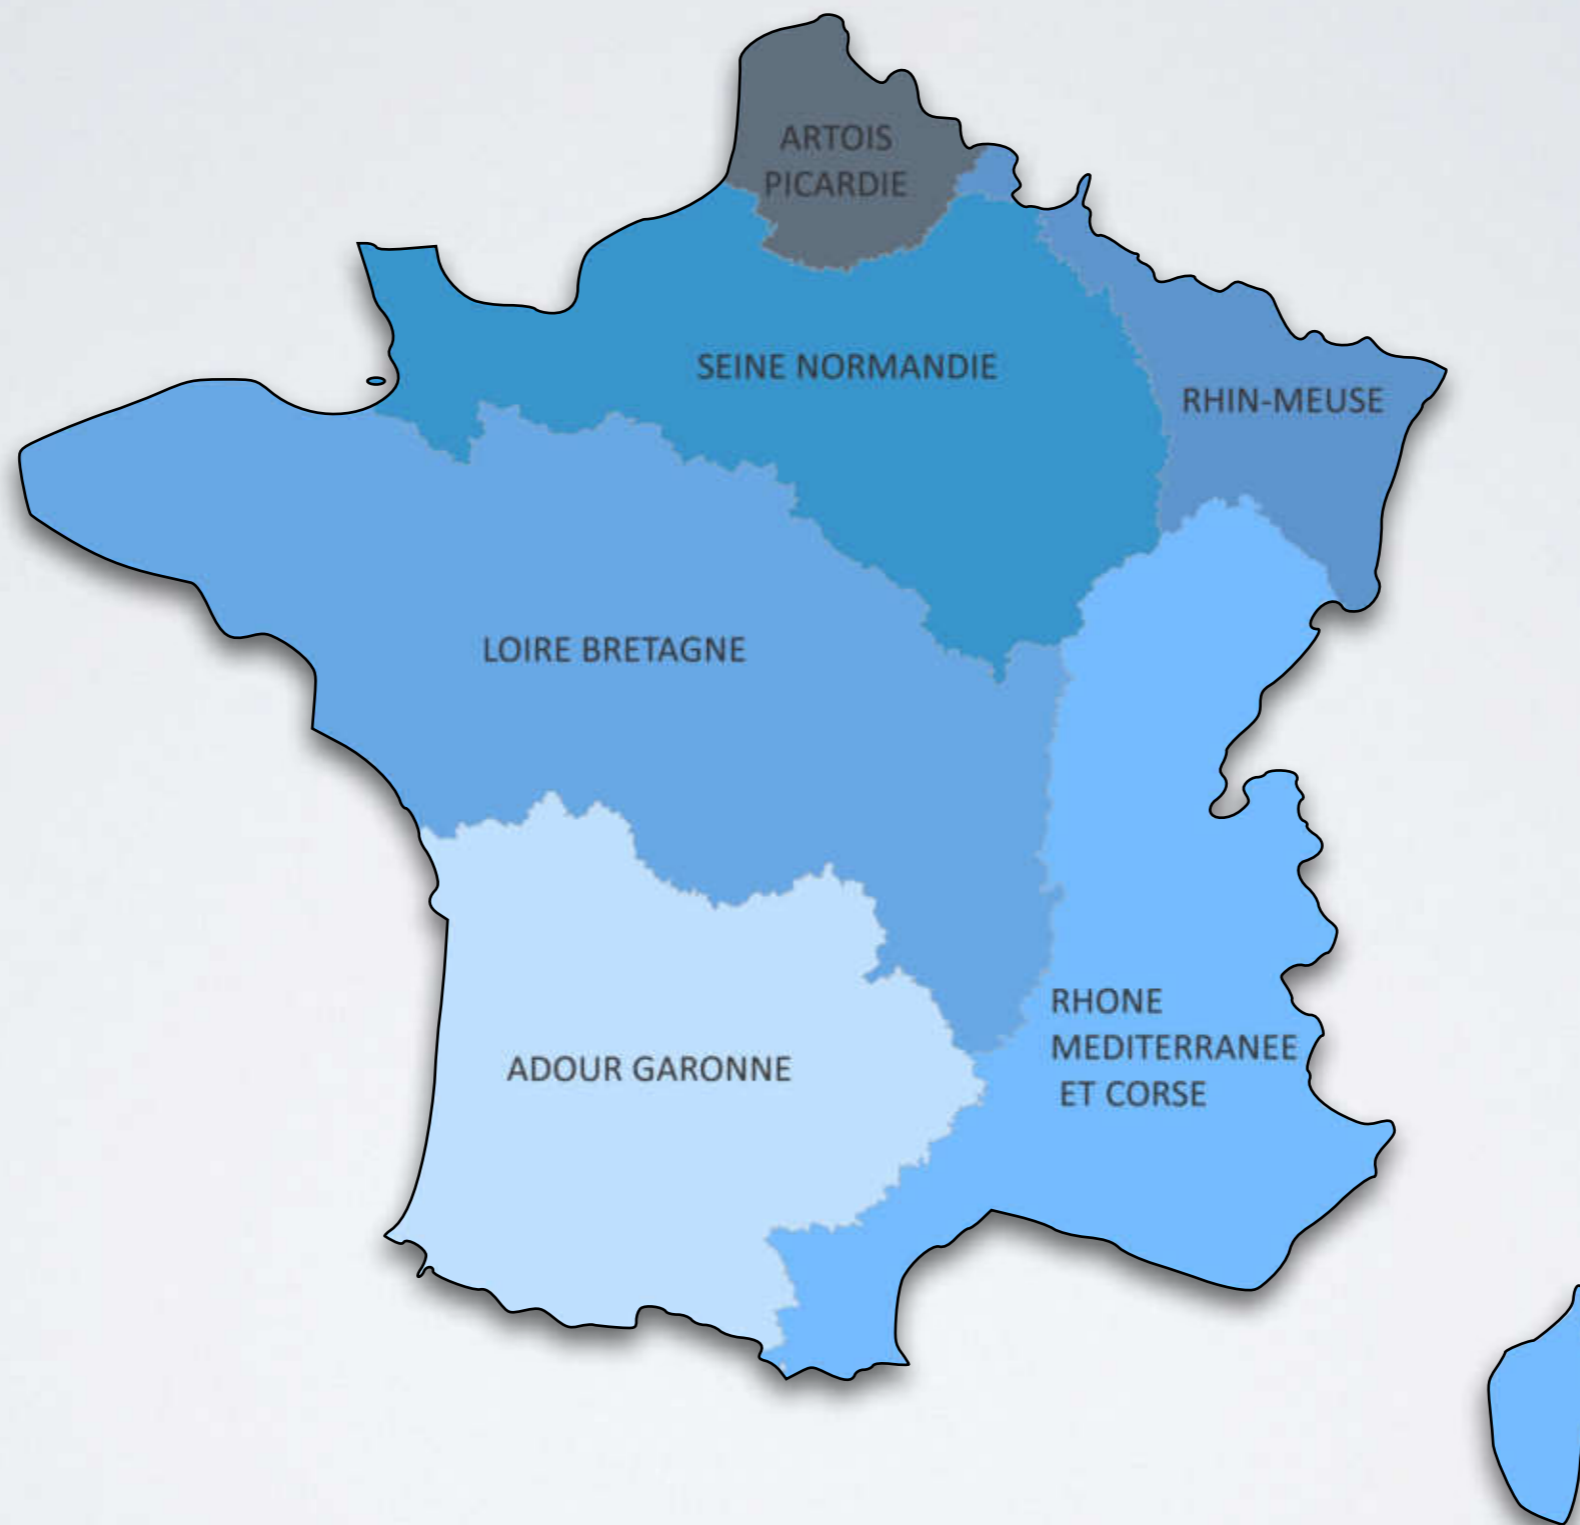 ARTOIS
PICARDIE
SEINE NORMANDIE
RHIN-MEUSE
LOIRE BRETAGNE
RHONE
MEDITERRANEE
ET CORSE
ADOUR GARONNE